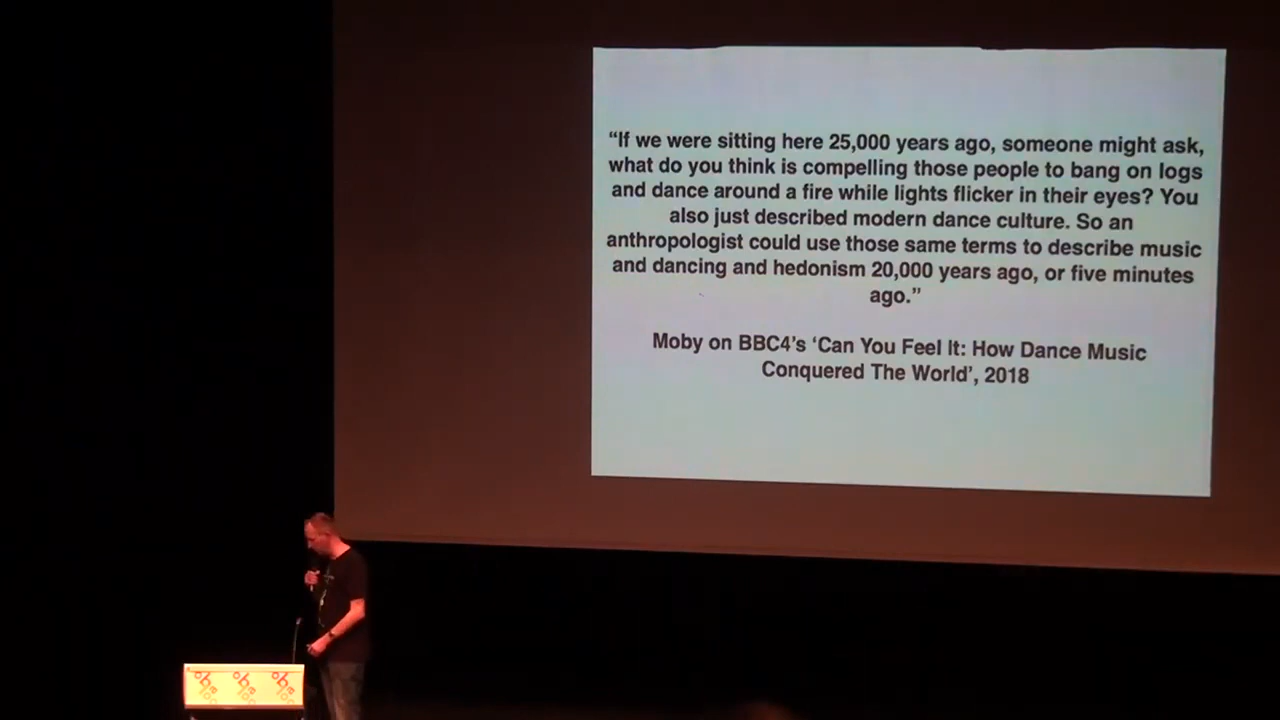 “If we were sitting here 25,000 years ago, someone might ask,
what do you think is compelling those people to bang on logs
and dance around a fire while lights flicker in their eyes? You
also just described modern dance culture. So an
anthropologist could use those same terms to describe music
and dancing and hedonism 20,000 years ago, or five minutes
ago.”
Moby on BBC4’s ‘Can You Feel It: How Dance Music
Conquered The World’, 2018